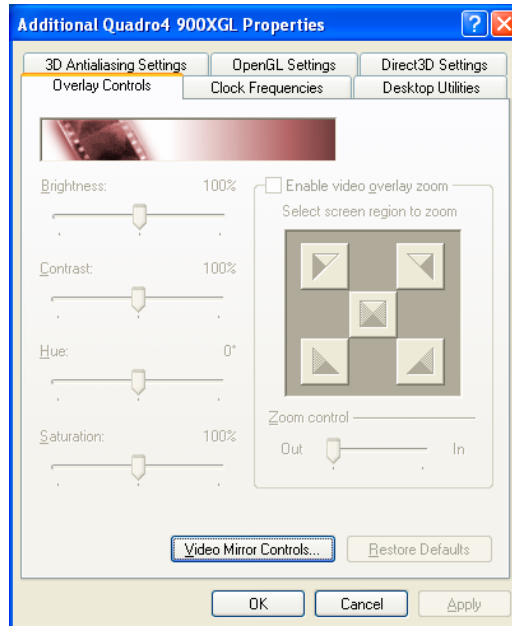 Additional Quadro4 900XGL Properties
3D Antialiasing Settings OpenGL Settings Direct3D Settings
Overlay Controls Clock Frequencies Desktop Utilities
Brightness: 100% Enable video overlay zoom
Select screen region to zoom
Contrast: 100%
Hue: 0°
Zoom control
Saturation: 100% Out In
Video Mirror Controls... Restore Defaults
OK Cancel Apply